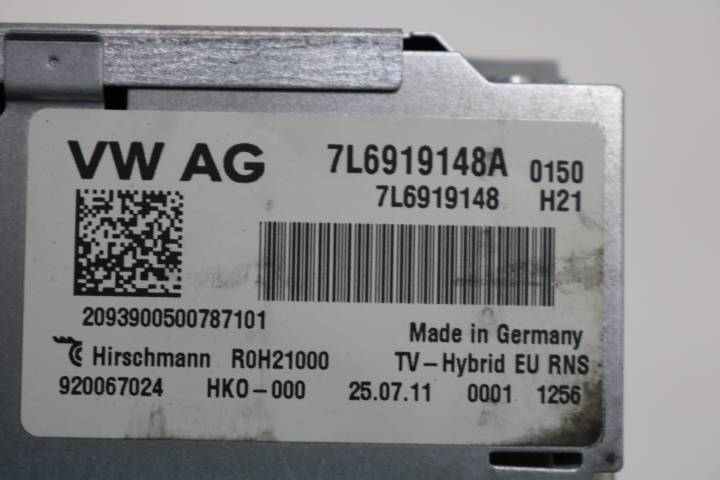 VW AG 7L6919148A 0150
7L6919148 H21
2093900500787101
Made in Germany
Hirschmann R0H21000 TV-Hybrid EU RNS
920067024 HKO-000 25.07.11 0001 1256